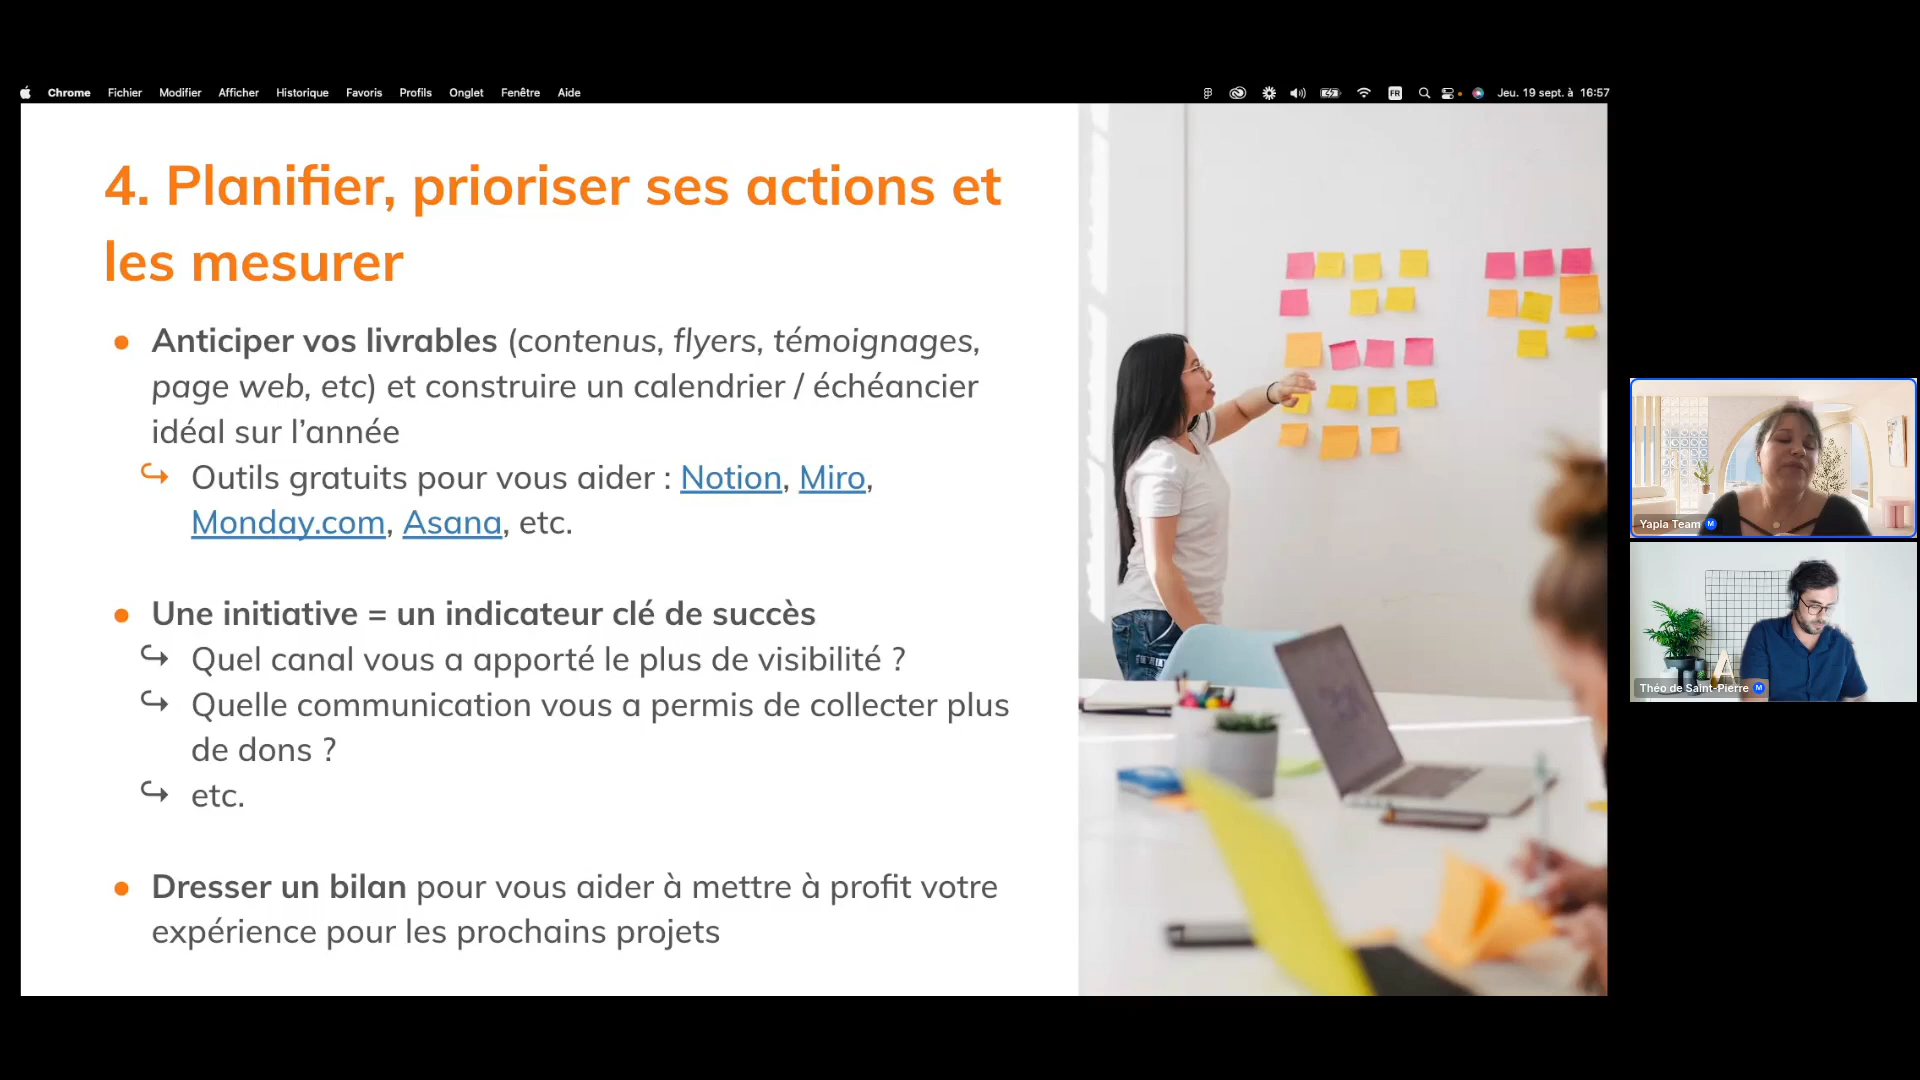 Chrome Fichier Modifier Afficher Historique Favoris Profils Onglet Fenêtre Aide FR Jeu. 19 sept. à 16:57
4. Planifier, prioriser ses actions et
les mesurer
● Anticiper vos livrables (contenus, flyers, témoignages,
page web, etc) et construire un calendrier / échéancier
idéal sur l’année
↪ Outils gratuits pour vous aider : Notion, Miro,
Monday.com, Asana, etc.
● Une initiative = un indicateur clé de succès
↪ Quel canal vous a apporté le plus de visibilité ?
↪ Quelle communication vous a permis de collecter plus
de dons ?
↪ etc.
● Dresser un bilan pour vous aider à mettre à profit votre
expérience pour les prochains projets
Yapla Team M
Théo de Saint-Pierre M